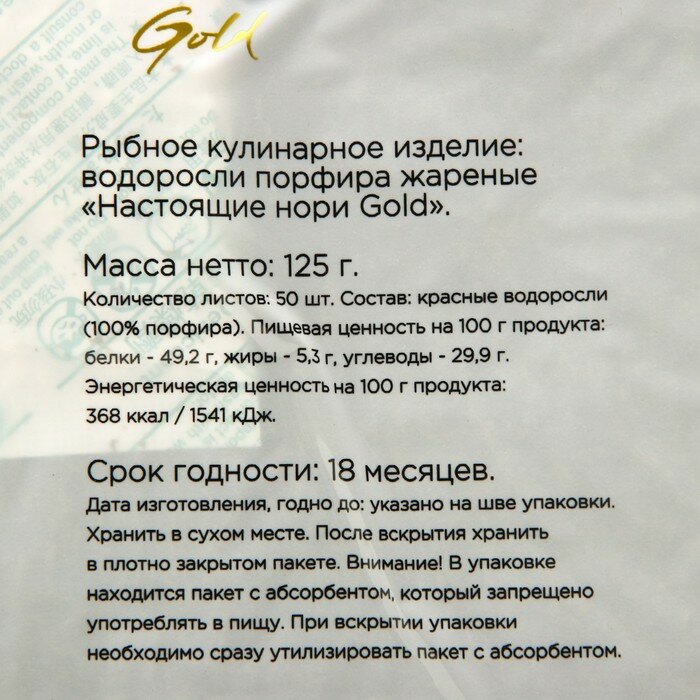 Gold
Рыбное кулинарное изделие:
водоросли порфира жареные
«Настоящие нори Gold».
Масса нетто: 125 г.
Количество листов: 50 шт. Состав: красные водоросли
(100% порфира). Пищевая ценность на 100 г продукта:
белки - 49,2 г, жиры - 5,3 г, углеводы - 29,9 г.
Энергетическая ценность на 100 г продукта:
368 ккал / 1541 кДж.
Срок годности: 18 месяцев.
Дата изготовления, годно до: указано на шве упаковки.
Хранить в сухом месте. После вскрытия хранить
в плотно закрытом пакете. Внимание! В упаковке
находится пакет с абсорбентом, который запрещено
употреблять в пищу. При вскрытии упаковки
необходимо сразу утилизировать пакет с абсорбентом.